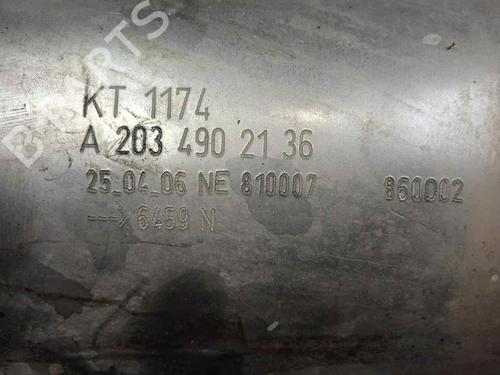 KT 1174
A 203 490 21 36
25_04_06 NE 810007 860002
---> 6459 N